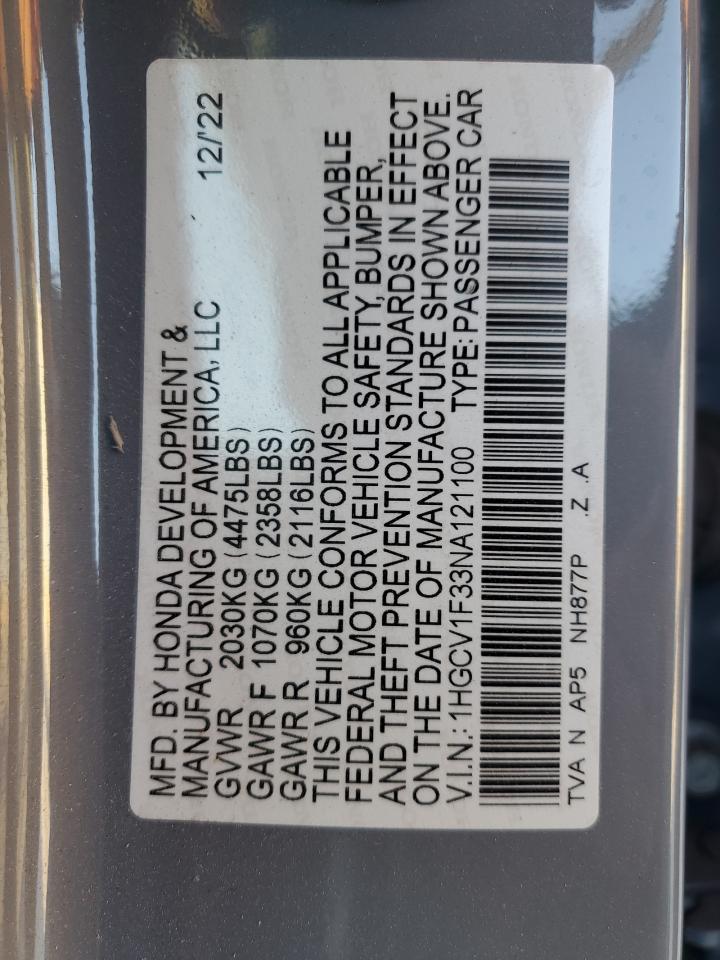 MFD. BY HONDA DEVELOPMENT &
MANUFACTURING OF AMERICA, LLC 12/'22
GVWR 2030KG (4475LBS)
GAWR F 1070KG (2358LBS)
GAWR R 960KG (2116LBS)
THIS VEHICLE CONFORMS TO ALL APPLICABLE
FEDERAL MOTOR VEHICLE SAFETY, BUMPER,
AND THEFT PREVENTION STANDARDS IN EFFECT
ON THE DATE OF MANUFACTURE SHOWN ABOVE.
V.I.N.: 1HGCV1F33NA121100 TYPE: PASSENGER CAR
TVA N AP5 NH877P .Z .A